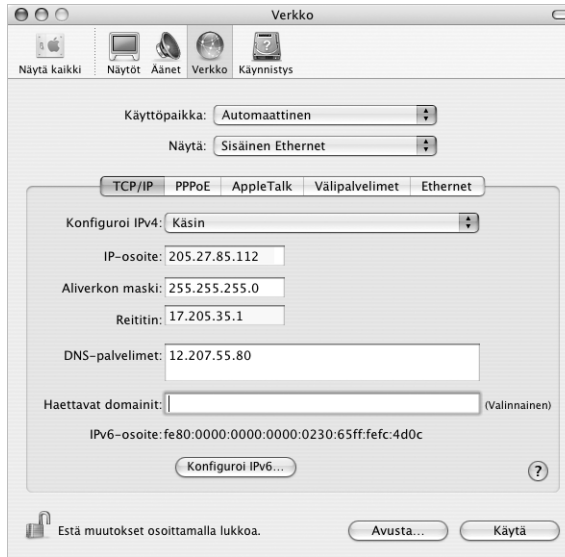 Verkko
Näytä kaikki Näytöt Äänet Verkko Käynnistys
Käyttöpaikka: Automaattinen
Näytä: Sisäinen Ethernet
TCP/IP PPPoE AppleTalk Välipalvelimet Ethernet
Konfiguroi IPv4: Käsin
IP-osoite: 205.27.85.112
Aliverkon maski: 255.255.255.0
Reititin: 17.205.35.1
DNS-palvelimet: 12.207.55.80
Haettavat domainit: (Valinnainen)
IPv6-osoite: fe80:0000:0000:0000:0230:65ff:fefc:4d0c
Konfiguroi IPv6... ?
Estä muutokset osoittamalla lukkoa. Avusta... Käytä